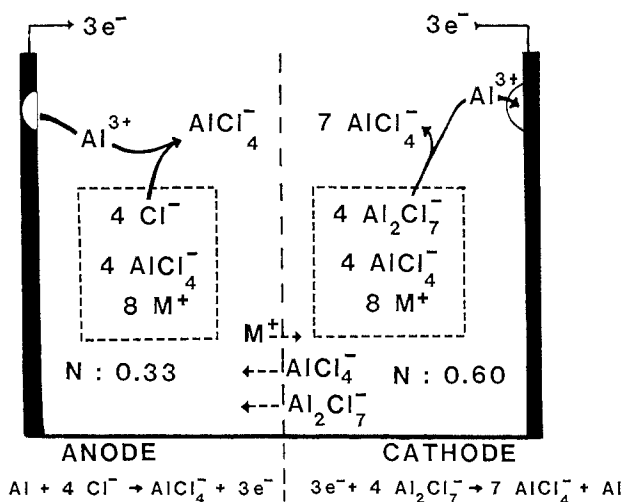 3e⁻
3e⁻
Al³⁺
AlCl₄⁻
7 AlCl₄⁻
Al³⁺
4 Cl⁻
4 AlCl₄⁻
8 M⁺
4 Al₂Cl₇⁻
4 AlCl₄⁻
8 M⁺
M⁺
AlCl₄⁻
Al₂Cl₇⁻
N : 0.33
N : 0.60
ANODE
CATHODE
Al + 4 Cl⁻ → AlCl₄⁻ + 3e⁻
3e⁻+ 4 Al₂Cl₇⁻→ 7 AlCl₄⁻ + Al